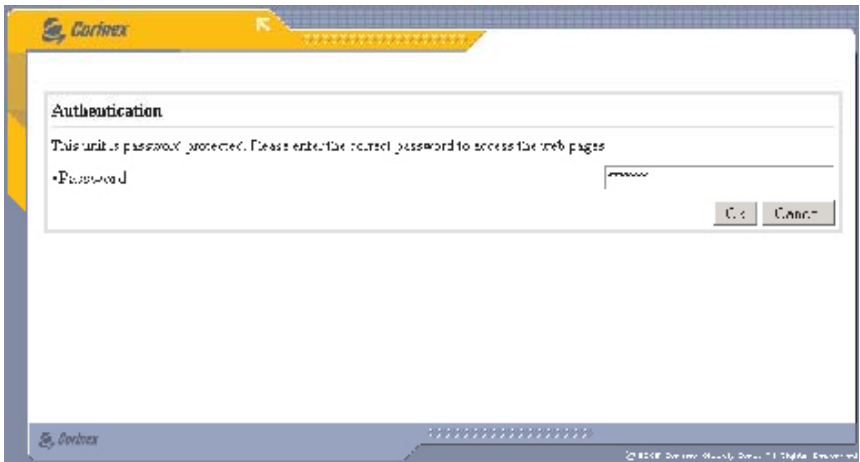 Corinex
Authentication
This unit is password protected. Please enter the correct password to access the web pages
•Password
*******
Ok Cancel
Corinex